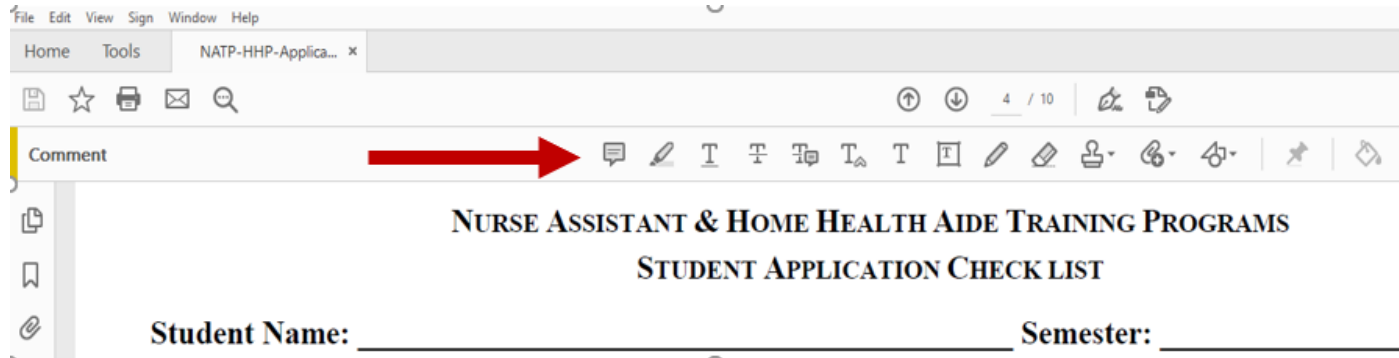 File Edit View Sign Window Help
Home Tools NATP-HHP-Applica... ×
4 / 10
Comment
NURSE ASSISTANT & HOME HEALTH AIDE TRAINING PROGRAMS
STUDENT APPLICATION CHECK LIST
Student Name: Semester: